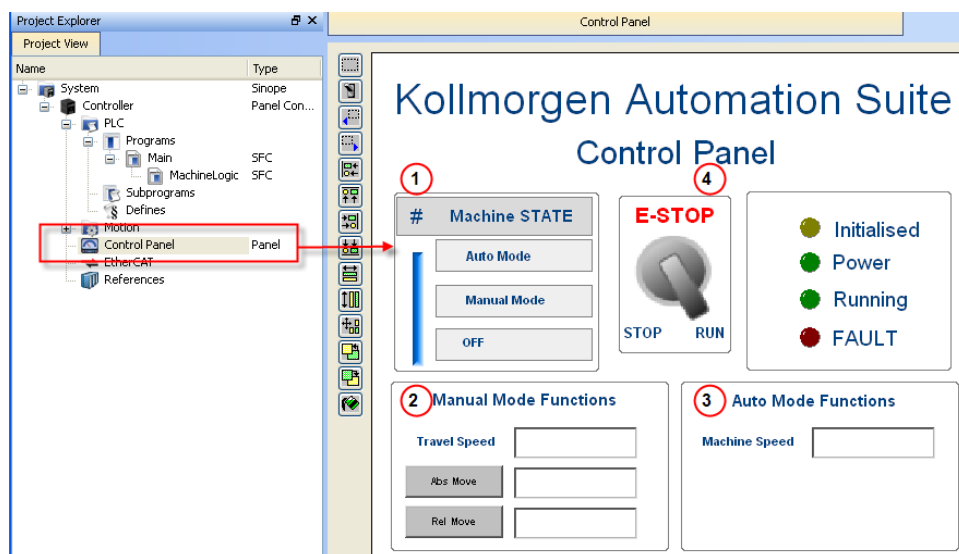 Project Explorer
Project View
Name Type
System Sinope
Controller Panel Con...
PLC
Programs
Main SFC
MachineLogic SFC
Subprograms
Defines
Motion
Control Panel Panel
EtherCAT
References
Control Panel
Kollmorgen Automation Suite
Control Panel
1
# Machine STATE
Auto Mode
Manual Mode
OFF
4
E-STOP
STOP RUN
Initialised
Power
Running
FAULT
2 Manual Mode Functions
Travel Speed
Abs Move
Rel Move
3 Auto Mode Functions
Machine Speed